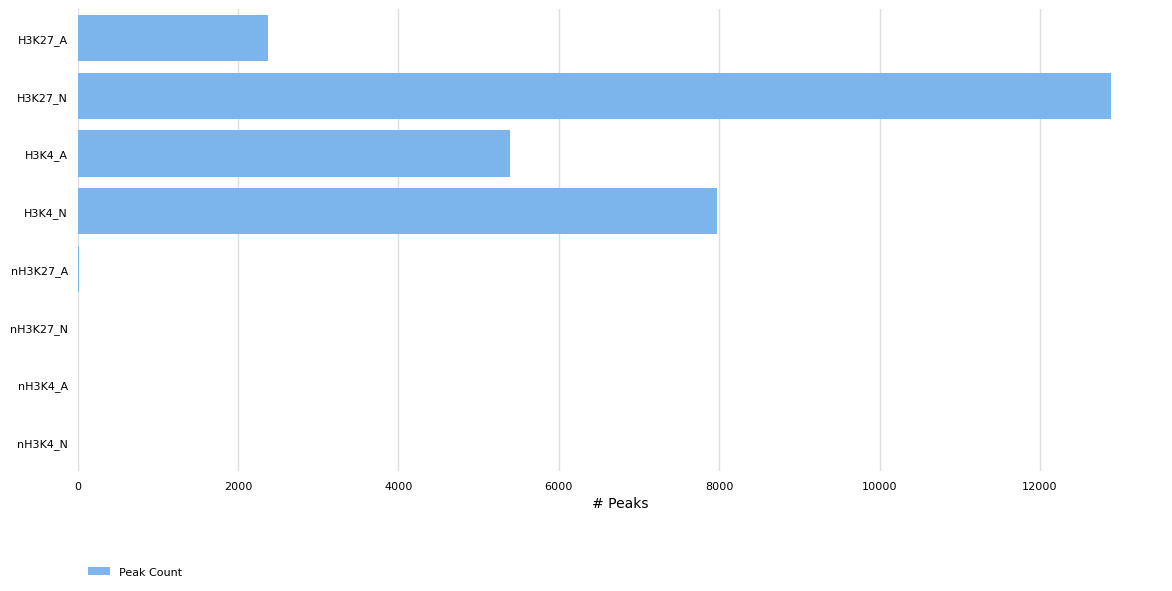 H3K27_A
H3K27_N
H3K4_A
H3K4_N
nH3K27_A
nH3K27_N
nH3K4_A
nH3K4_N
0 2000 4000 6000 8000 10000 12000
# Peaks
Peak Count